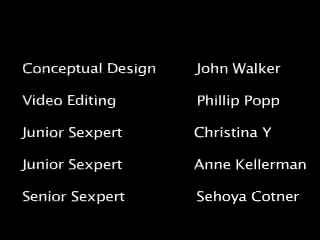 Conceptual Design John Walker
Video Editing Phillip Popp
Junior Sexpert Christina Y
Junior Sexpert Anne Kellerman
Senior Sexpert Sehoya Cotner